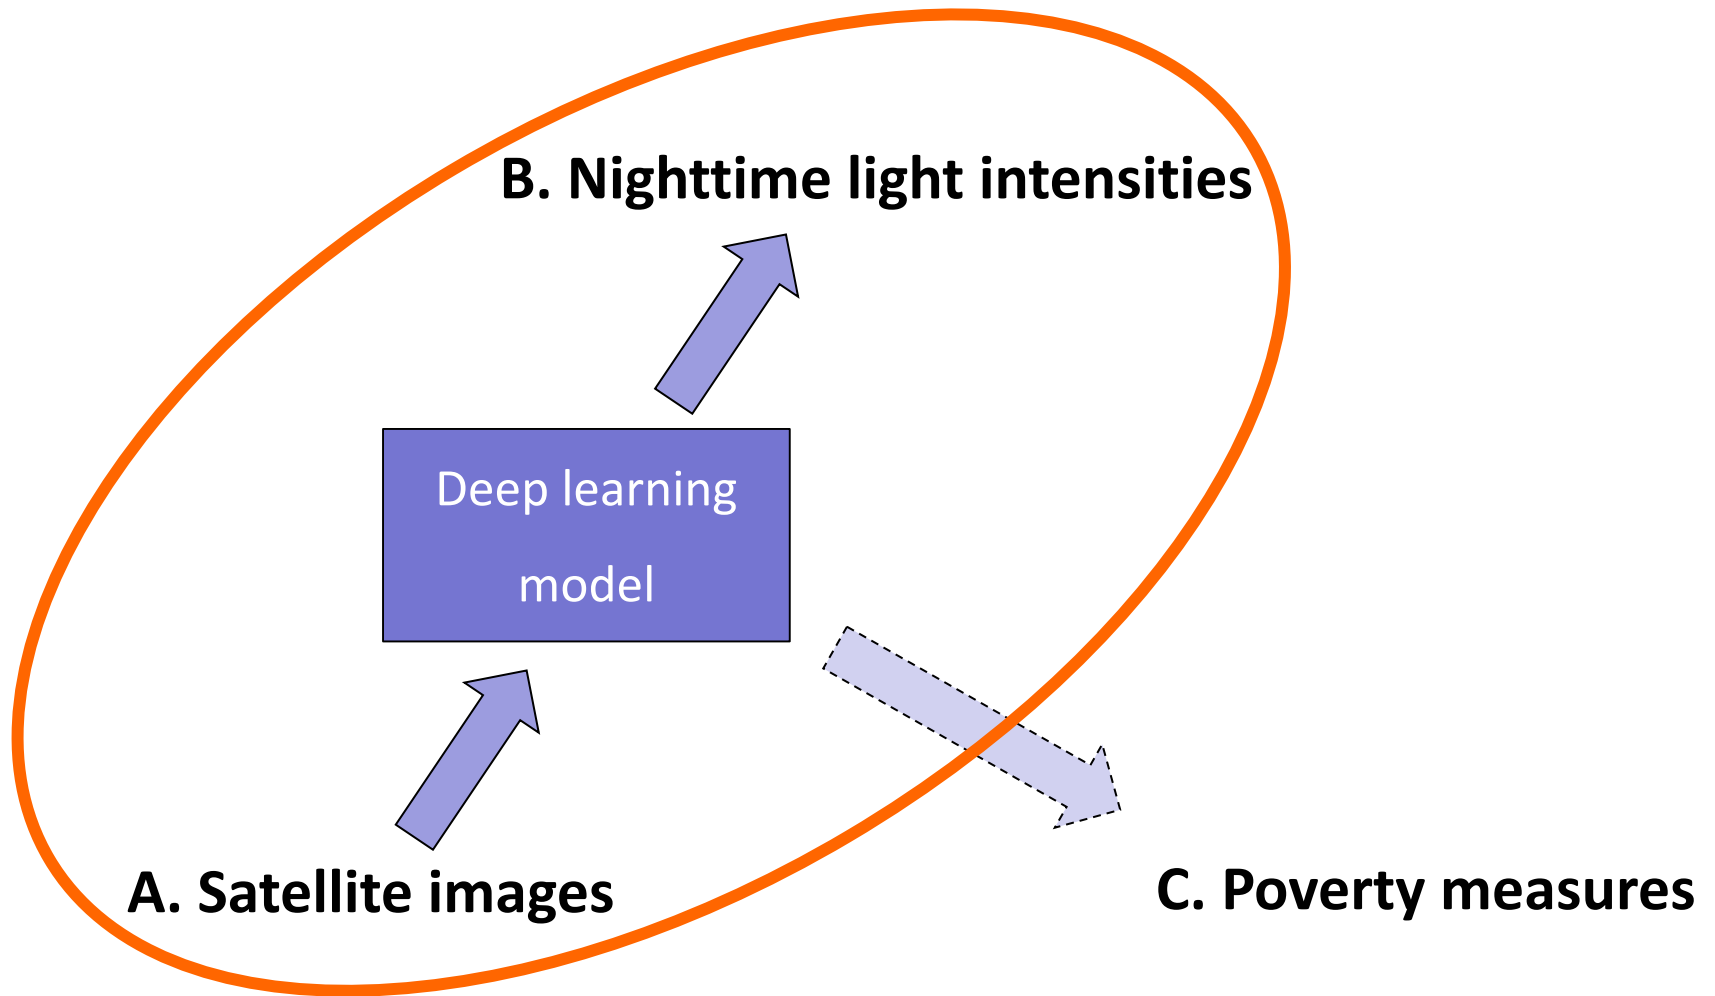 B. Nighttime light intensities
Deep learning
model
A. Satellite images
C. Poverty measures